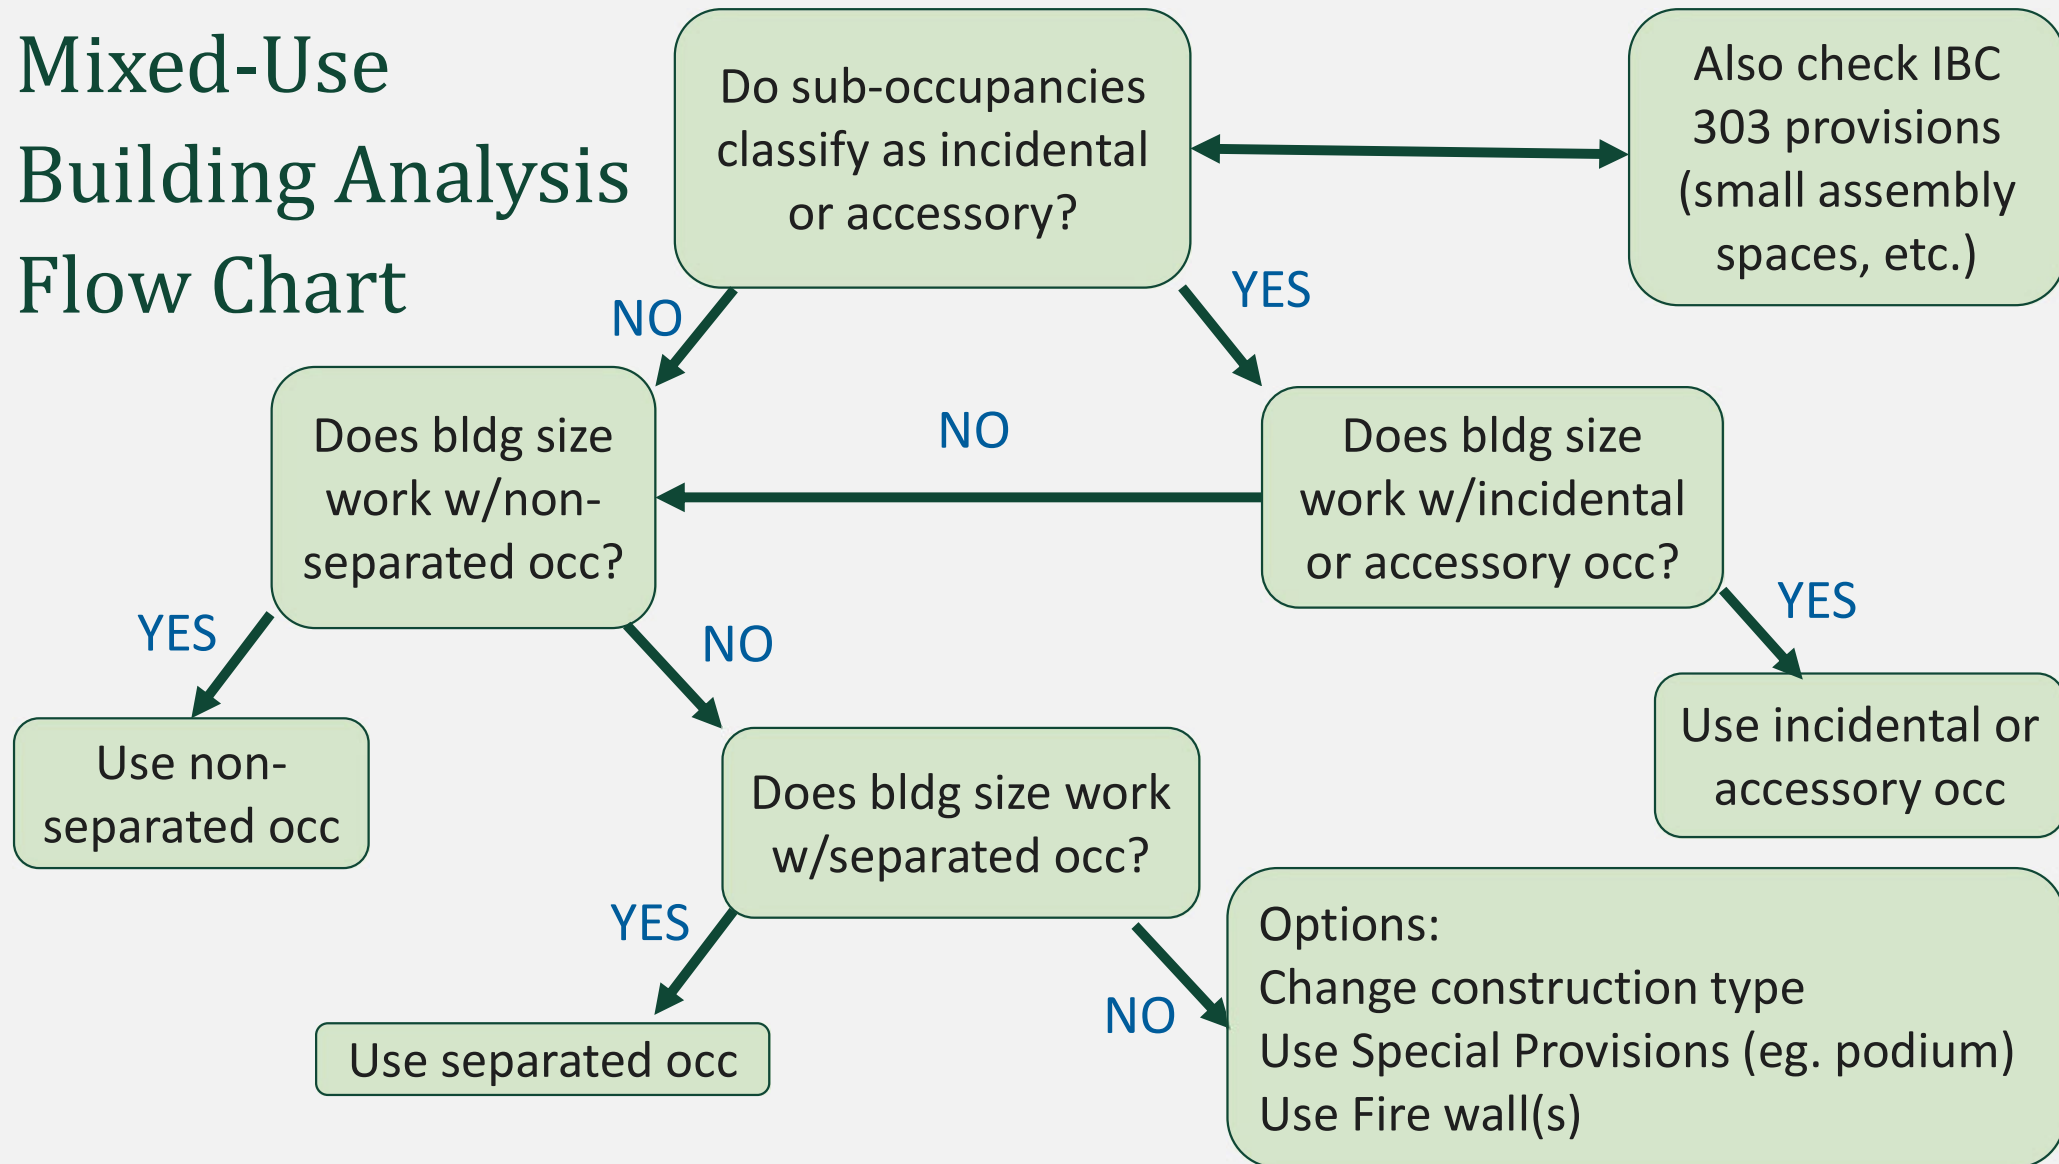 Mixed-Use
Building Analysis
Flow Chart
Do sub-occupancies
classify as incidental
or accessory?
Also check IBC
303 provisions
(small assembly
spaces, etc.)
NO
YES
Does bldg size
work w/non-
separated occ?
NO
Does bldg size
work w/incidental
or accessory occ?
YES
NO
YES
Use non-
separated occ
Does bldg size work
w/separated occ?
Use incidental or
accessory occ
YES
NO
Use separated occ
Options:
Change construction type
Use Special Provisions (eg. podium)
Use Fire wall(s)